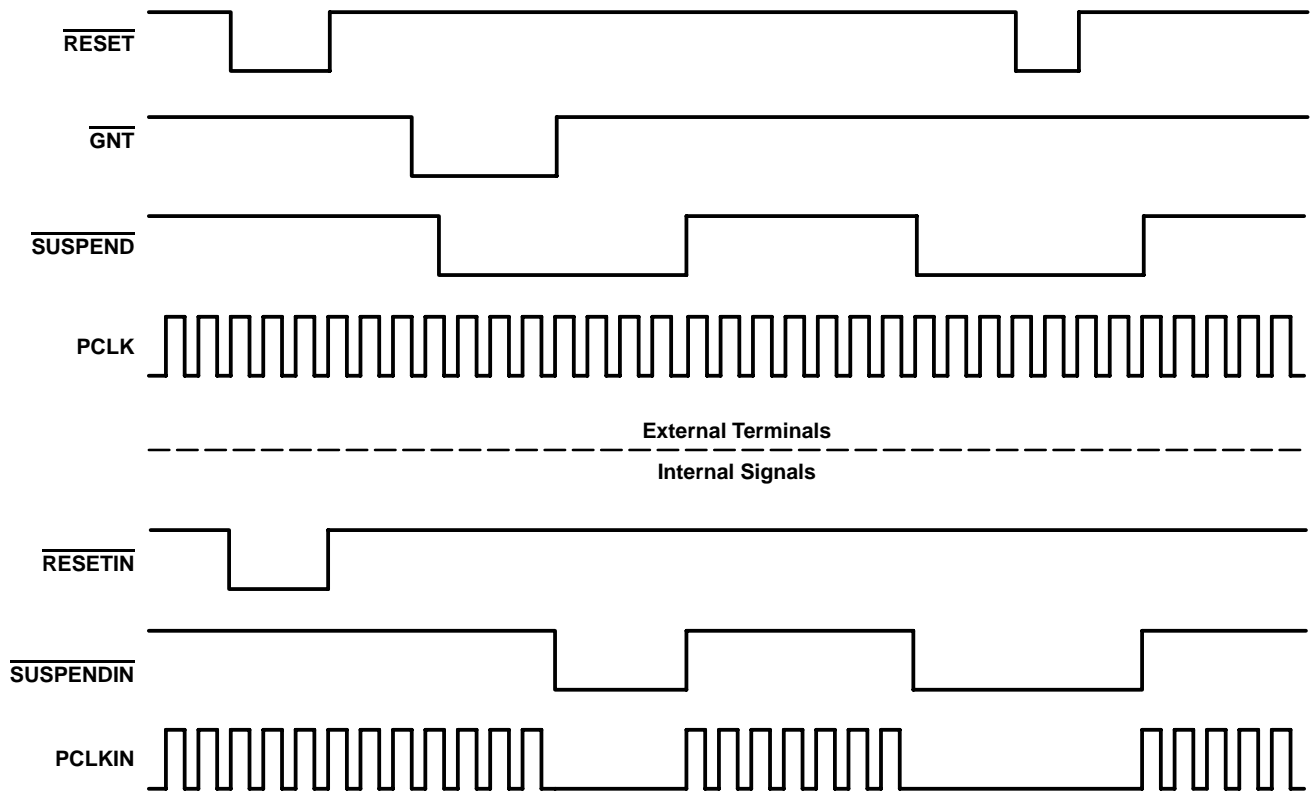 RESET
GNT
SUSPEND
PCLK
External Terminals
Internal Signals
RESETIN
SUSPENDIN
PCLKIN